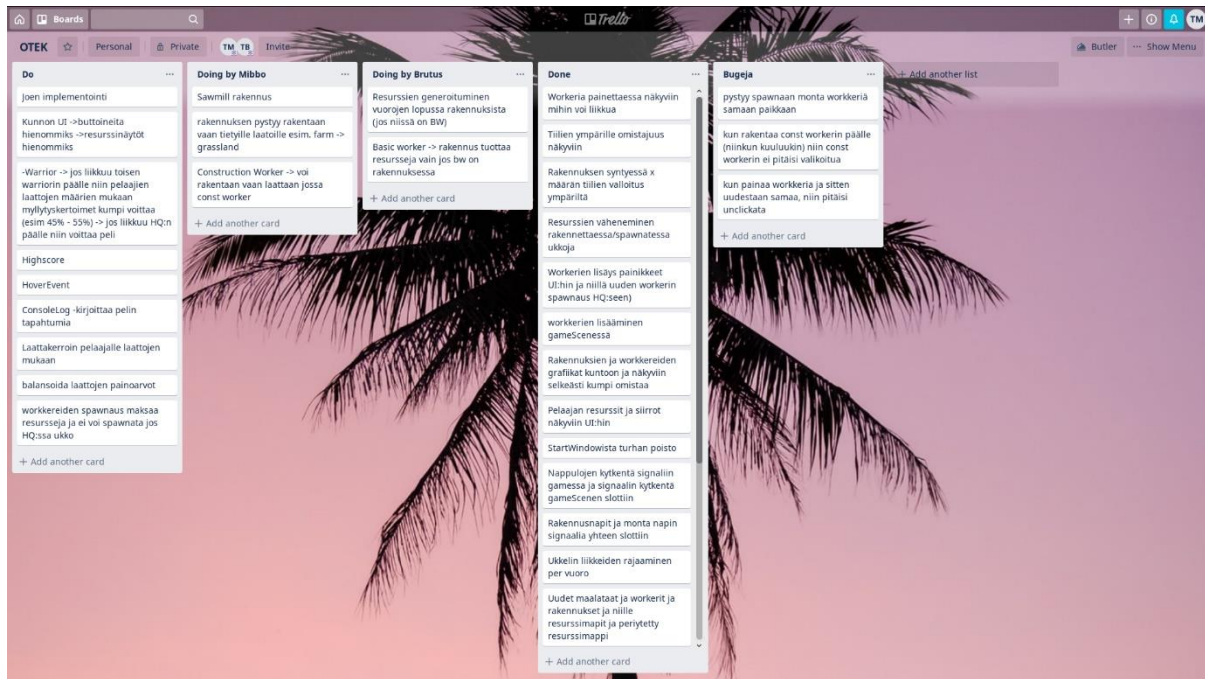 Boards
Trello
TM
OTEK
Personal
Private
TM TB
Invite
Butler
... Show Menu
Do
...
Joen implementointi
Kunnon UI ->buttoineita
hienommiks ->resurssinäytöt
hienommiks
-Warrior -> jos liikkuu toisen
warriorin päälle niin pelaajien
laattojen määrien mukaan
myllytyskertoimet kumpi voittaa
(esim 45% - 55%) -> jos liikkuu HQ:n
päälle niin voittaa peli
Highscore
HoverEvent
ConsoleLog -kirjoittaa pelin
tapahtumia
Laattakerroin pelaajalle laattojen
mukaan
balansoida laattojen painoarvot
workkereiden spawnaus maksaa
resursseja ja ei voi spawnata jos
HQ:ssa ukko
+ Add another card
Doing by Mibbo
...
Sawmill rakennus
rakennuksen pystyy rakentaan
vaan tietyille laatoille esim. farm ->
grassland
Construction Worker -> voi
rakentaan vaan laattaan jossa
const worker
+ Add another card
Doing by Brutus
...
Resurssien generoituminen
vuorojen lopussa rakennuksista
(jos niissä on BW)
Basic worker -> rakennus tuottaa
resursseja vain jos bw on
rakennuksessa
+ Add another card
Done
...
Workeria painettaessa näkyviin
mihin voi liikkua
Tiilien ympärille omistajuus
näkyviin
Rakennuksen syntyessä x
määrän tiilien valloitus
ympäriltä
Resurssien väheneminen
rakennettaessa/spawnatessa
ukkoja
Workerien lisäys painikkeet
UI:hin ja niillä uuden workerin
spawnaus HQ:seen)
workkerien lisääminen
gameScenessä
Rakennuksien ja workkereiden
grafiikat kuntoon ja näkyviin
selkeästi kumpi omistaa
Pelaajan resurssit ja siirrot
näkyviin UI:hin
StartWindowista turhan poisto
Nappulojen kytkentä signaliin
gamessa ja signaalin kytkentä
gameScenen slottiin
Rakennusnapit ja monta napin
signaalia yhteen slottiin
Ukkelin liikkeiden rajaaminen
per vuoro
Uudet maalataat ja workerit ja
rakennukset ja niille
resurssimapit ja periytetty
resurssimappi
+ Add another card
Bugeja
...
pystyy spawnaan monta workkeriä
samaan paikkaan
kun rakentaa const workerin päälle
(niinkun kuuluukin) niin const
workerin ei pitäisi valikoitua
kun painaa workkeria ja sitten
uudestaan samaa, niin pitäisi
unclickata
+ Add another card
+ Add another list